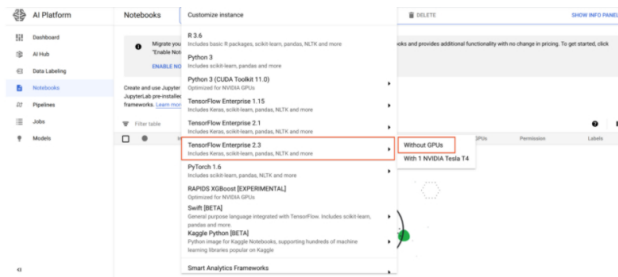 AI Platform
Notebooks
Customize instance
DELETE
SHOW INFO PANEL
Dashboard
AI Hub
Data Labeling
Notebooks
Pipelines
Jobs
Models
Migrate you
"Enable Not
ENABLE NO
ooks and provides additional functionality with no change in pricing. To get started, click
Create and use Jupyter
JupyterLab pre-installed
frameworks. Learn mor
Filter table
R 3.6
Includes basic R packages, scikit-learn, pandas, NLTK and more
Python 3
Includes scikit-learn, pandas and more
Python 3 (CUDA Toolkit 11.0)
Optimized for NVIDIA GPUs
TensorFlow Enterprise 1.15
Includes Keras, scikit-learn, pandas, NLTK and more
TensorFlow Enterprise 2.1
Includes Keras, scikit-learn, pandas, NLTK and more
TensorFlow Enterprise 2.3
Includes Keras, scikit-learn, pandas, NLTK and more
Without GPUs
With 1 NVIDIA Tesla T4
GPUs
Permission
Labels
PyTorch 1.6
Includes scikit-learn, pandas, NLTK and more
RAPIDS XGBoost [EXPERIMENTAL]
Optimized for NVIDIA GPUs
Swift [BETA]
General purpose language integrated with TensorFlow. Includes scikit-learn,
pandas and more.
Kaggle Python [BETA]
Python image for Kaggle Notebooks, supporting hundreds of machine
learning libraries popular on Kaggle
Smart Analytics Frameworks